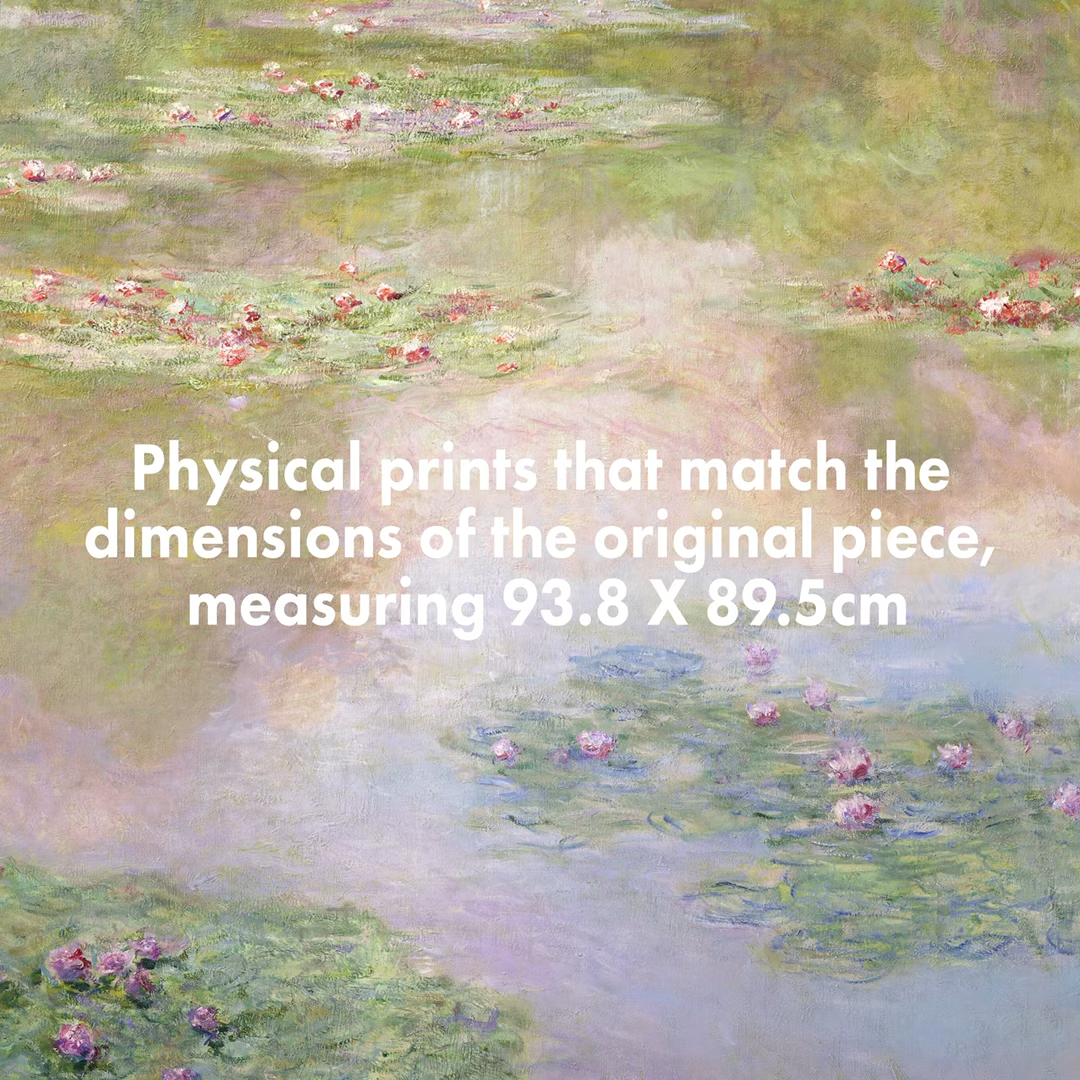 Physical prints that match the
dimensions of the original piece,
measuring 93.8 X 89.5cm